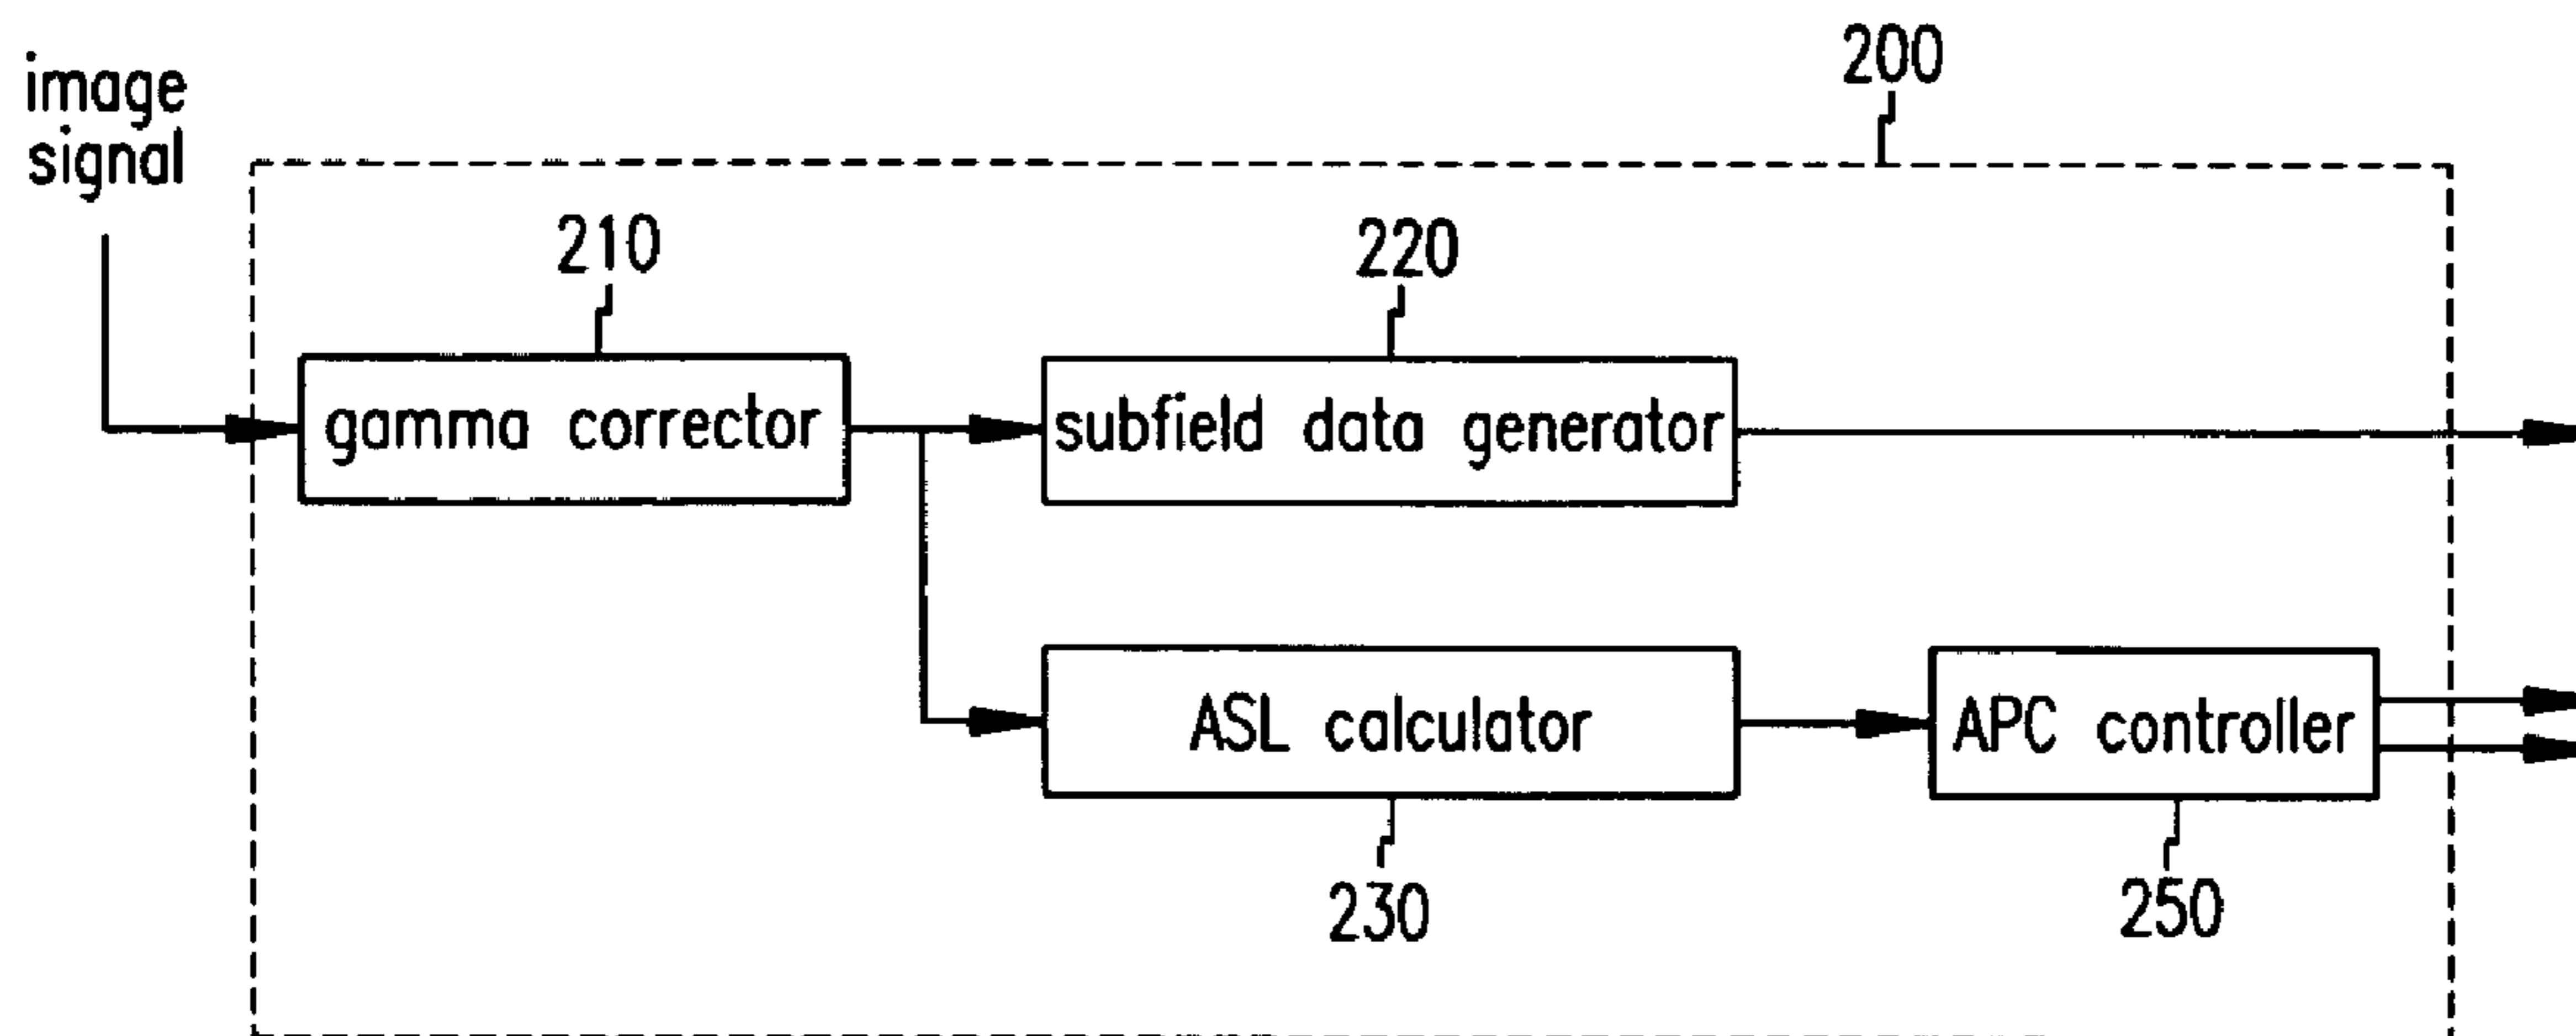 200
image
signal
210
220
gamma corrector
subfield data generator
ASL calculator
APC controller
230
250